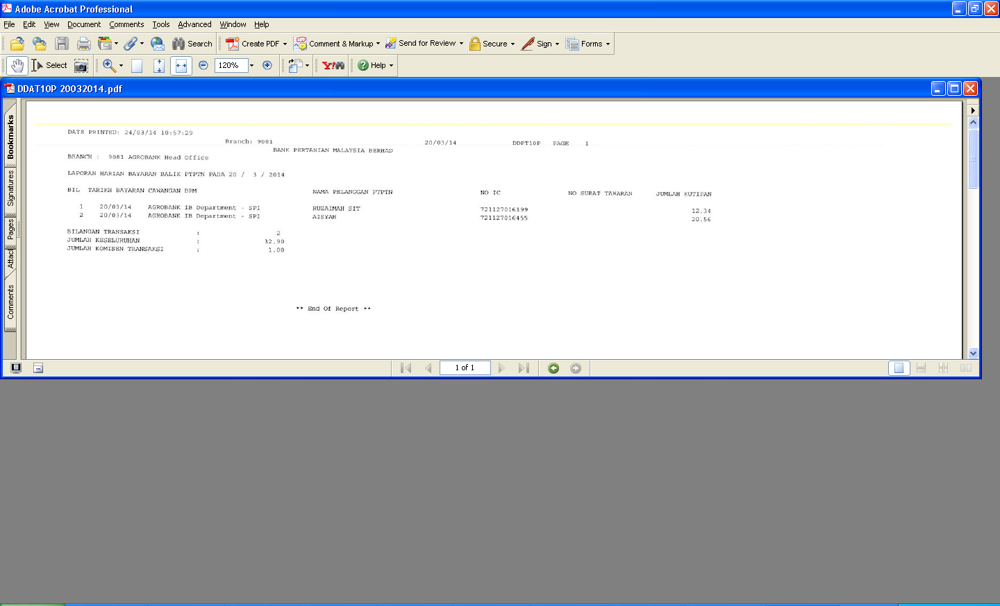 Adobe Acrobat Professional
File Edit View Document Comments Tools Advanced Window Help
Search Create PDF Comment & Markup Send for Review Secure Sign Forms
Select 120% Y! Help
DDAT10P 20032014.pdf
Bookmarks
Signatures
Pages
Attacl
Comments
DATE PRINTED: 24/03/14 10:57:29
Branch: 9081 20/03/14 DDPT10P PAGE 1
BANK PERTANIAN MALAYSIA BERHAD
BRANCH : 9081 AGROBANK Head Office
LAPORAN HARIAN BAYARAN BALIK PTPTN PADA 20 / 3 / 2014
BIL TARIKH BAYARAN CAWANGAN BPM NAMA PELANGGAN PTPTN NO IC NO SURAT TAWARAN JUMLAH KUTIPAN
1 20/03/14 AGROBANK IB Department - SPI RUZAIMAH SIT 721127016199 12.34
2 20/03/14 AGROBANK IB Department - SPI AISYAH 721127016455 20.56
BILANGAN TRANSAKSI : 2
JUMLAH KESELURUHAN : 32.90
JUMLAH KOMISEN TRANSAKSI : 1.00
** End Of Report **
1 of 1